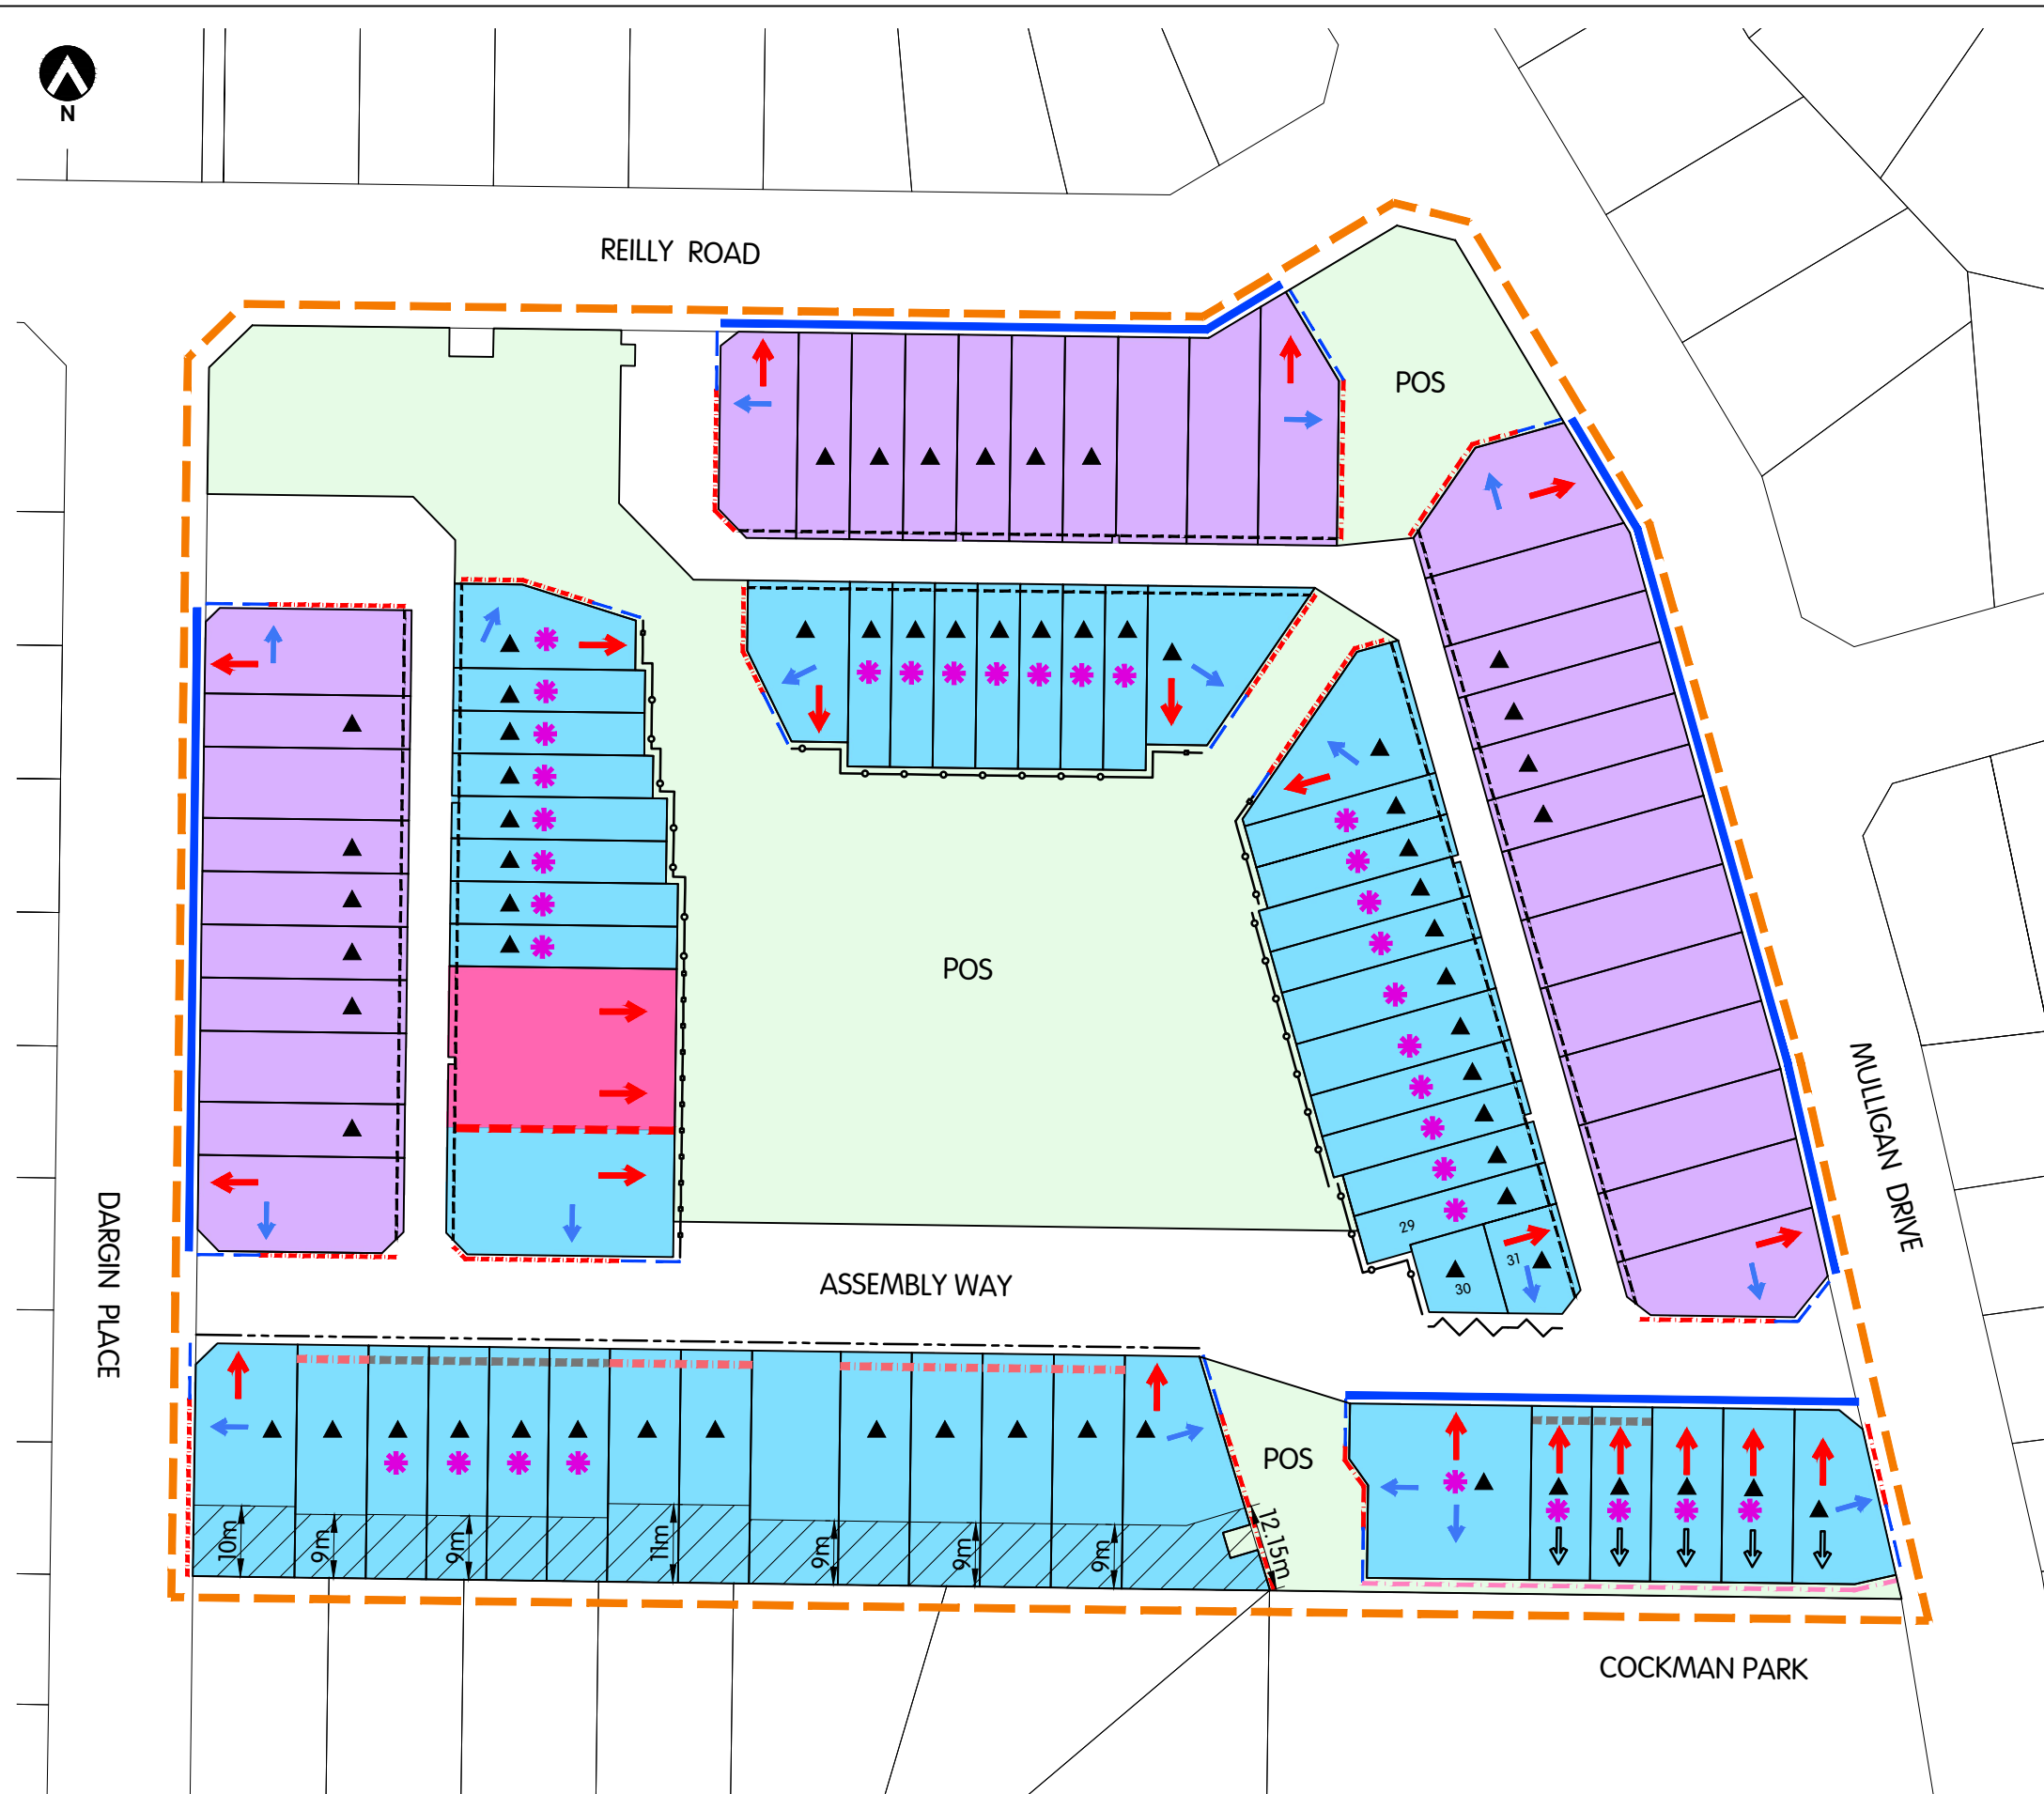 N
REILLY ROAD
POS
POS
MULLIGAN DRIVE
DARGIN PLACE
29
31
30
ASSEMBLY WAY
POS
10m
9m
9m
11m
9m
9m
9m
12.15m
COCKMAN PARK